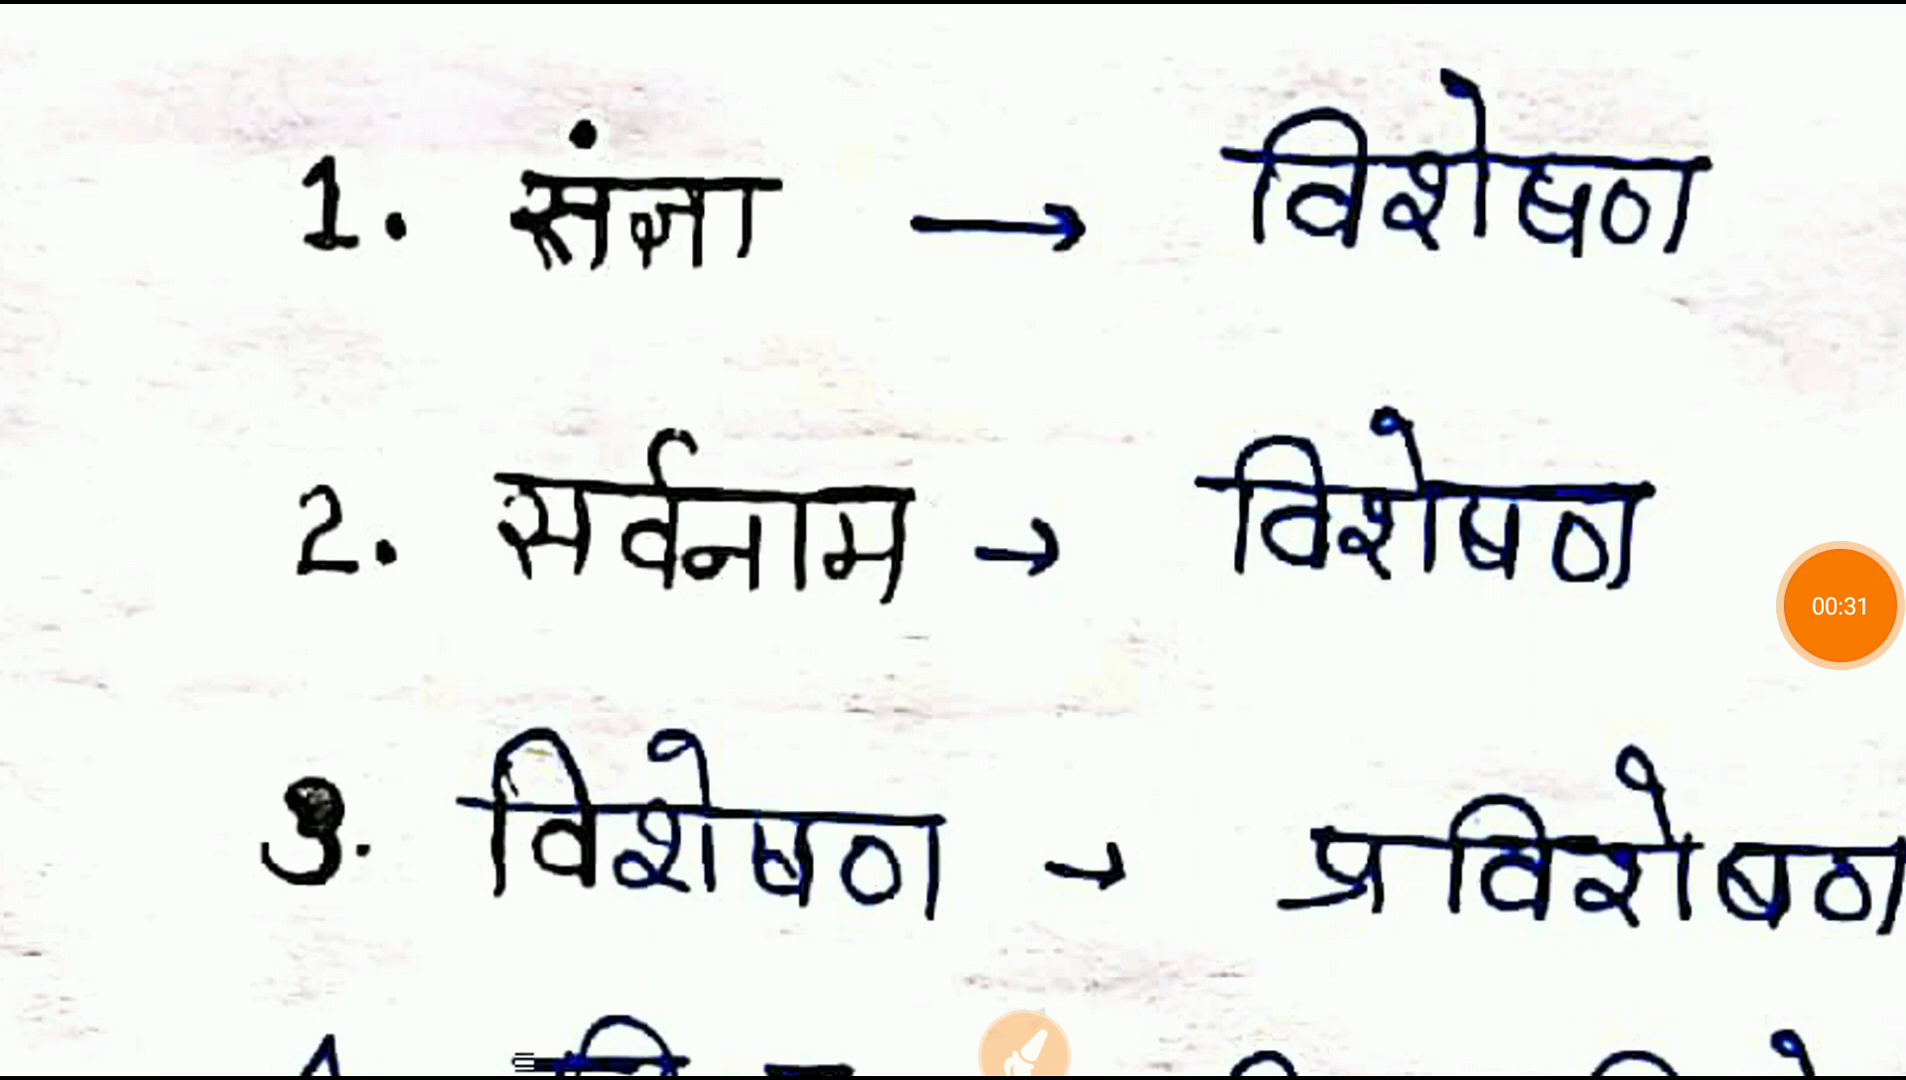 1. संज्ञा → विशेषण
2. सर्वनाम → विशेषण
00:31
3. विशेषण → प्रविशेषण